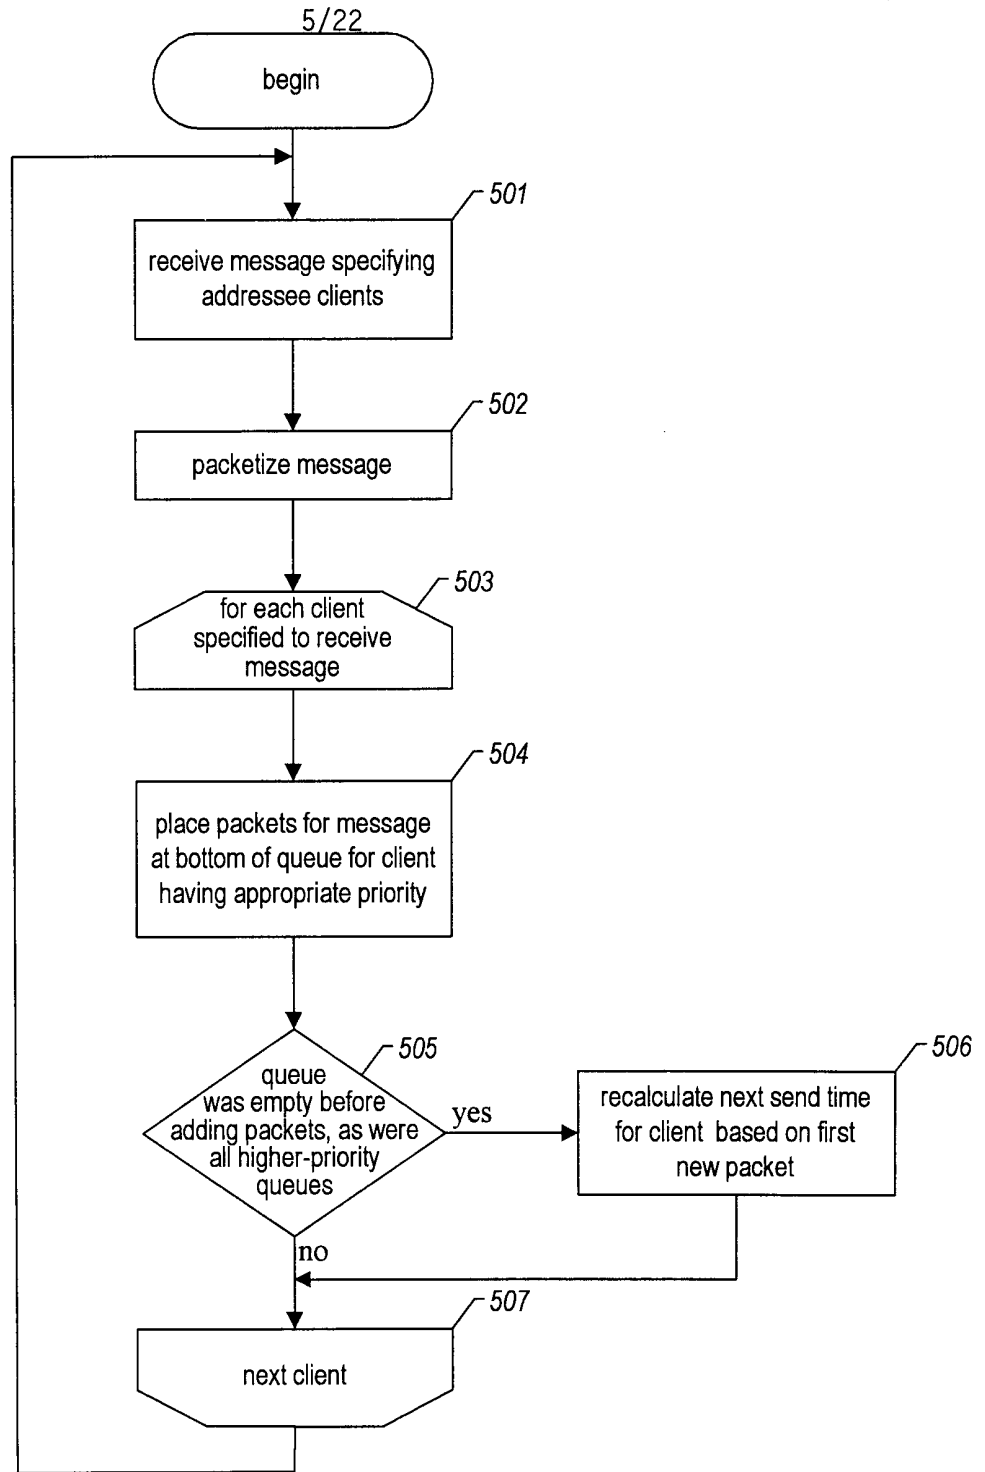 5/22
begin
501
receive message specifying
addressee clients
502
packetize message
503
for each client
specified to receive
message
504
place packets for message
at bottom of queue for client
having appropriate priority
505
queue
was empty before
adding packets, as were
all higher-priority
queues
yes
506
recalculate next send time
for client based on first
new packet
no
507
next client